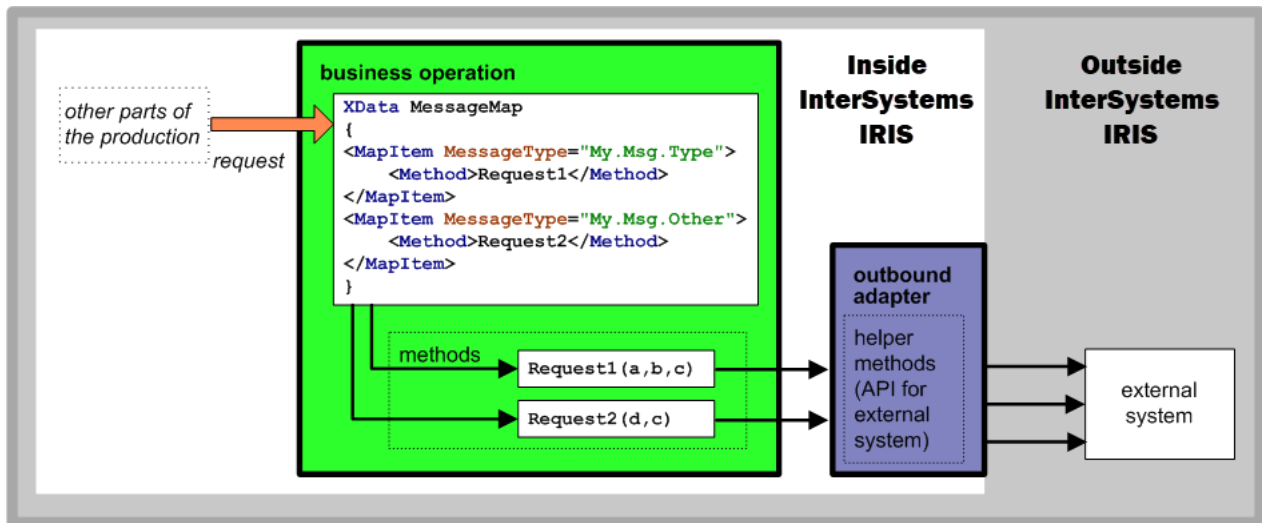 other parts of
the production
request
business operation
XData MessageMap
{
<MapItem MessageType="My.Msg.Type">
    <Method>Request1</Method>
</MapItem>
<MapItem MessageType="My.Msg.Other">
    <Method>Request2</Method>
</MapItem>
}
methods
Request1(a,b,c)
Request2(d,c)
Inside
InterSystems
IRIS
outbound
adapter
helper
methods
(API for
external
system)
Outside
InterSystems
IRIS
external
system